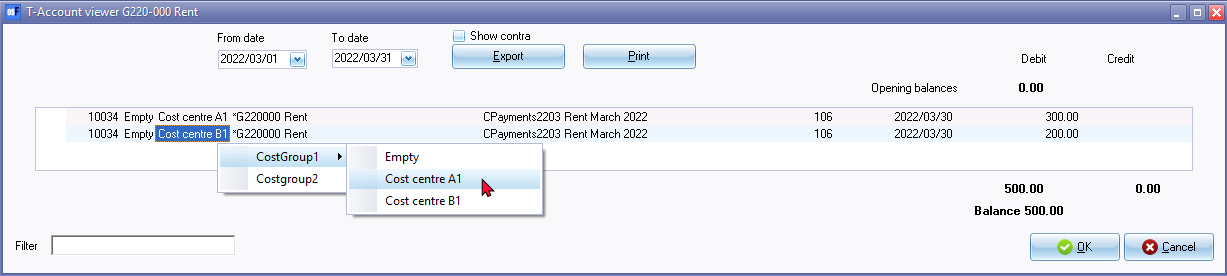 T-Account viewer G220-000 Rent
From date To date Show contra
2022/03/01 2022/03/31 Export Print
Debit Credit
Opening balances 0.00
10034 Empty Cost centre A1 *G220000 Rent CPayments2203 Rent March 2022 106 2022/03/30 300.00
10034 Empty Cost centre B1 *G220000 Rent CPayments2203 Rent March 2022 106 2022/03/30 200.00
CostGroup1 Empty
Costgroup2 Cost centre A1
Cost centre B1
500.00 0.00
Balance 500.00
Filter OK Cancel